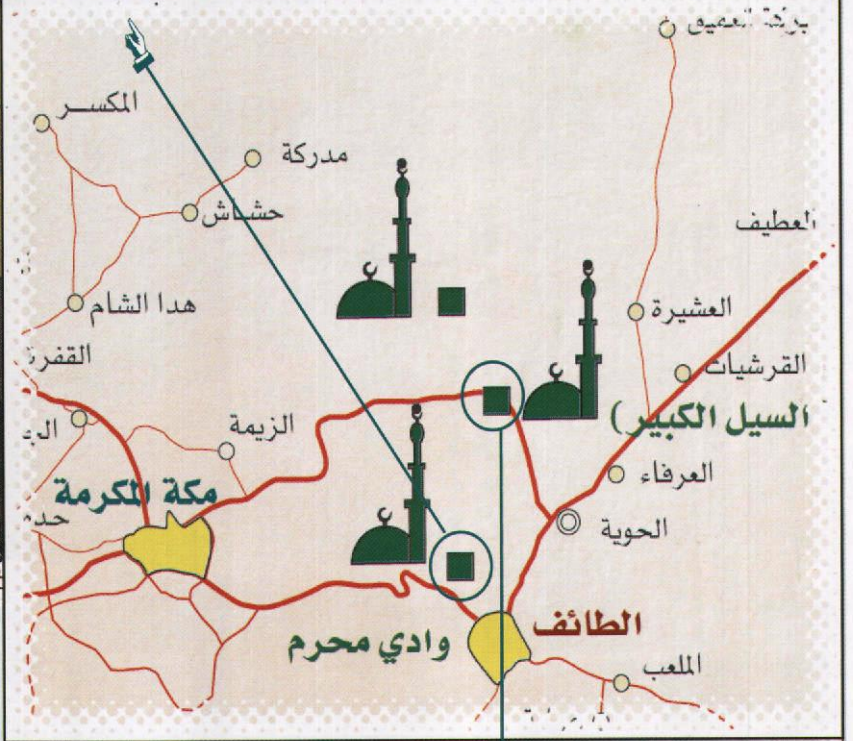 المكسر
مدركة
حشاش
العطيف
هدا الشام
العشيرة
القفرة
القرشيات
السيل الكبير)
الزيمة
العرفاء
مكة المكرمة
الحوية
الطائف
وادي محرم
الملعب